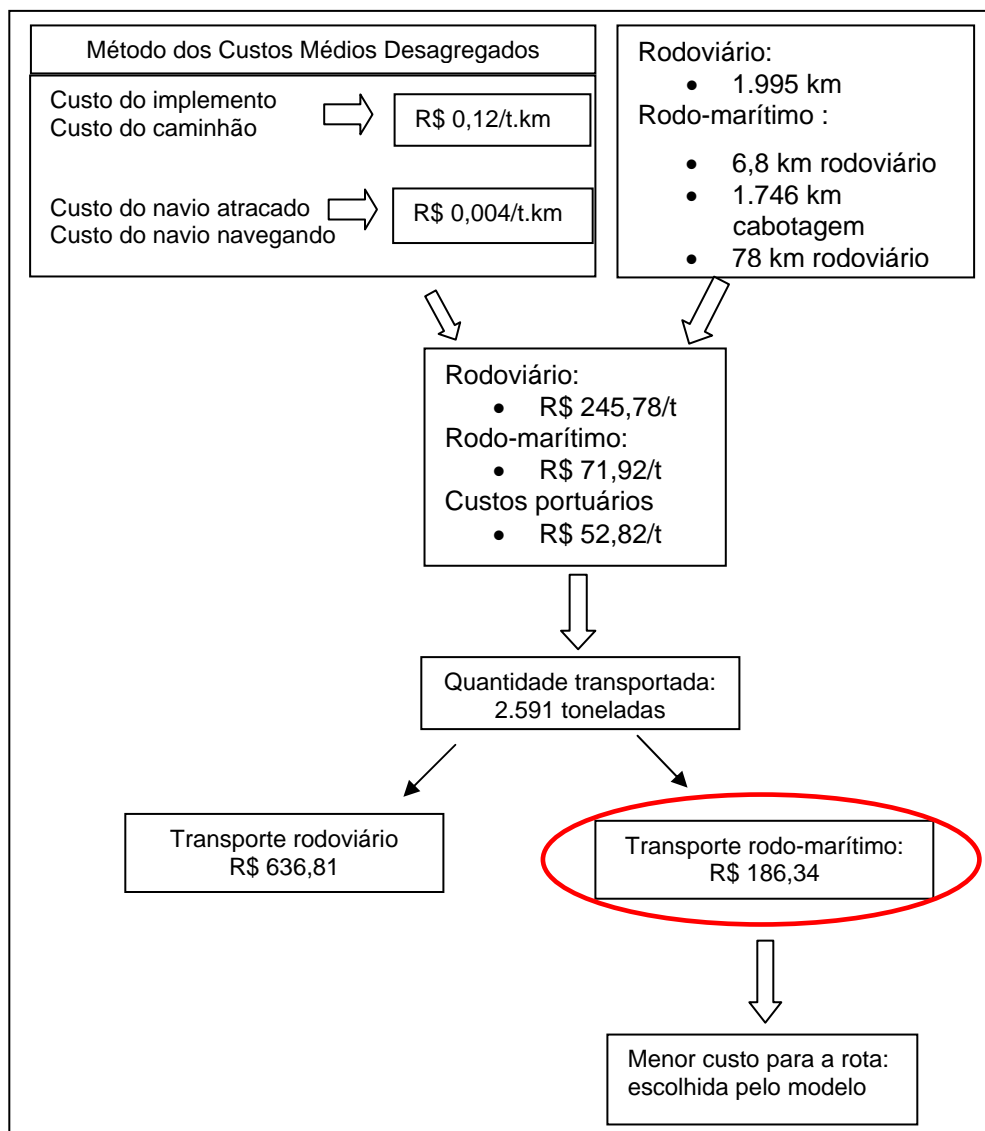 Método dos Custos Médios Desagregados
Custo do implemento
Custo do caminhão
R$ 0,12/t.km
Custo do navio atracado
Custo do navio navegando
R$ 0,004/t.km
Rodoviário:
• 1.995 km
Rodo-marítimo :
• 6,8 km rodoviário
• 1.746 km
cabotagem
• 78 km rodoviário
Rodoviário:
• R$ 245,78/t
Rodo-marítimo:
• R$ 71,92/t
Custos portuários
• R$ 52,82/t
Quantidade transportada:
2.591 toneladas
Transporte rodoviário
R$ 636,81
Transporte rodo-marítimo:
R$ 186,34
Menor custo para a rota:
escolhida pelo modelo